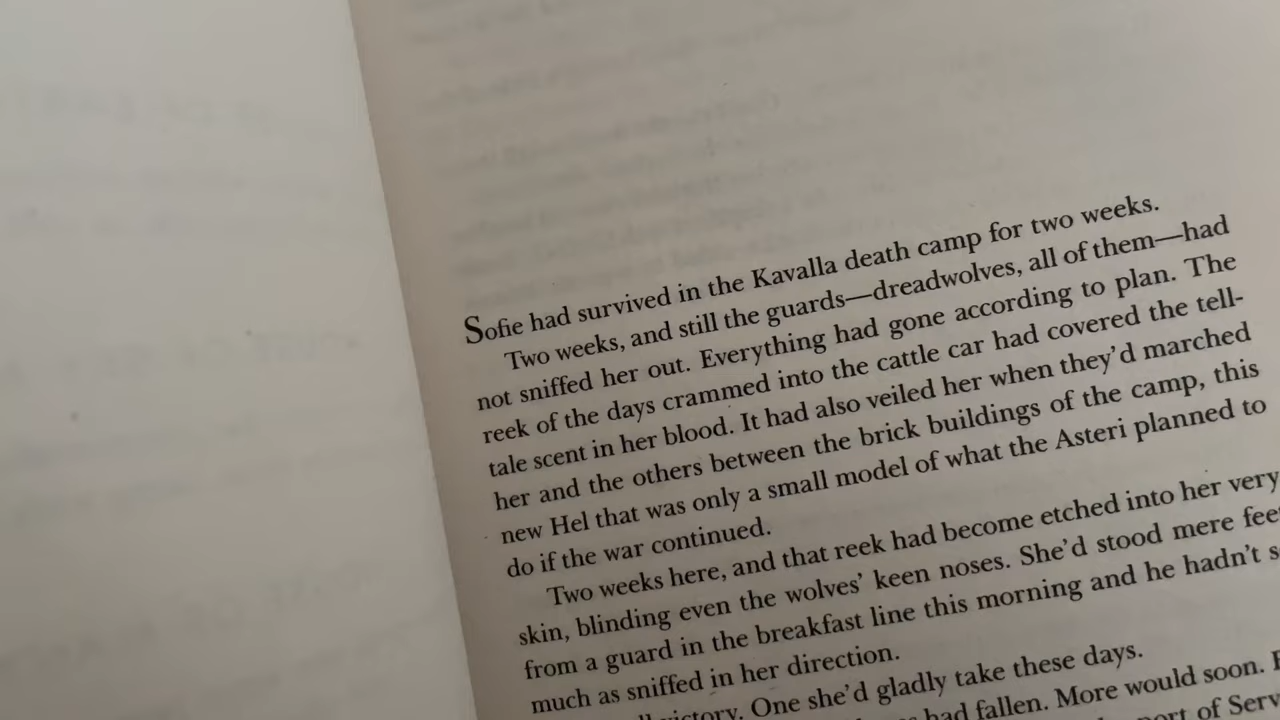 Sofie had survived in the Kavalla death camp for two weeks.
Two weeks, and still the guards—dreadwolves, all of them—had
not sniffed her out. Everything had gone according to plan. The
reek of the days crammed into the cattle car had covered the tell-
tale scent in her blood. It had also veiled her when they’d marched
her and the others between the brick buildings of the camp, this
new Hel that was only a small model of what the Asteri planned to
do if the war continued.
Two weeks here, and that reek had become etched into her very
skin, blinding even the wolves’ keen noses. She’d stood mere
from a guard in the breakfast line this morning and he hadn’t
much as sniffed in her direction.
One she’d gladly take these days.
had fallen. More would soon.
of